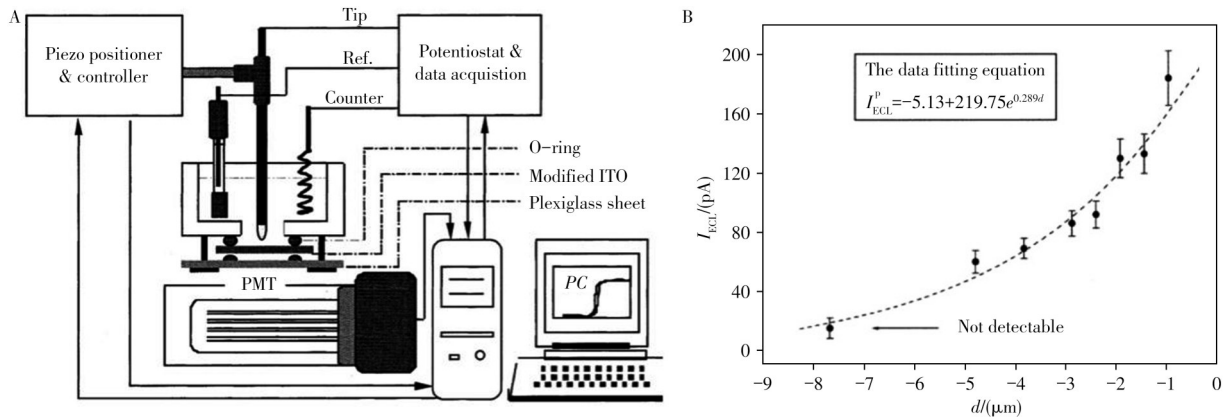 A
Piezo positioner
& controller
Tip
Ref.
Counter
Potentiostat &
data acquistion
O-ring
Modified ITO
Plexiglass sheet
PMT
PC
B
The data fitting equation
I^P_ECL=−5.13+219.75e^0.289d
Not detectable
I_ECL/(pA)
200
160
120
80
40
0
−9 −8 −7 −6 −5 −4 −3 −2 −1 0
d/(μm)